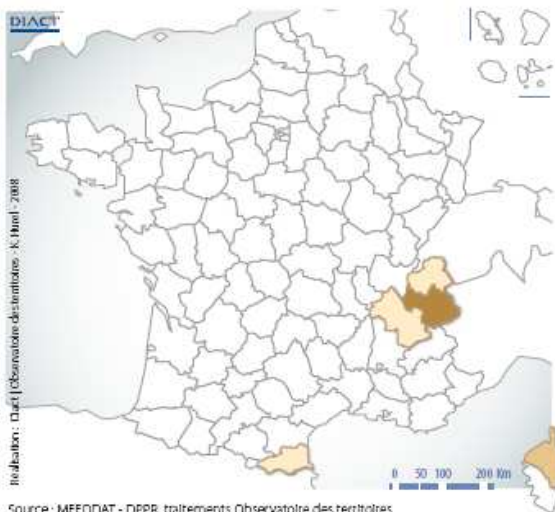 DIACT
Réalisation : Diact | Observatoire des territoires - K. Hurel - 2008
0 50 100 200 Km
Source : MEEDDAT - DPPR, traitements Observatoire des territoires